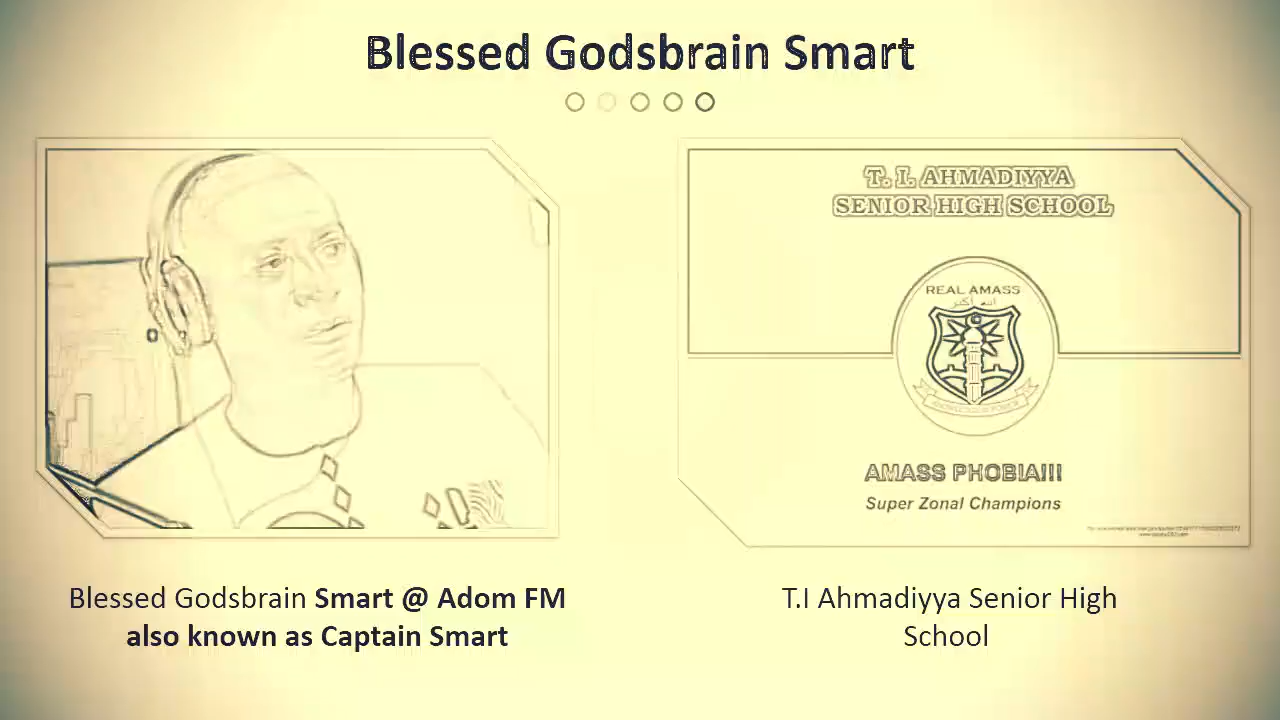 Blessed Godsbrain Smart
T. I. AHMADIYYA
SENIOR HIGH SCHOOL
REAL AMASS
AMASS PHOBIA!!!
Super Zonal Champions
Blessed Godsbrain Smart @ Adom FM
also known as Captain Smart
T.I Ahmadiyya Senior High
School